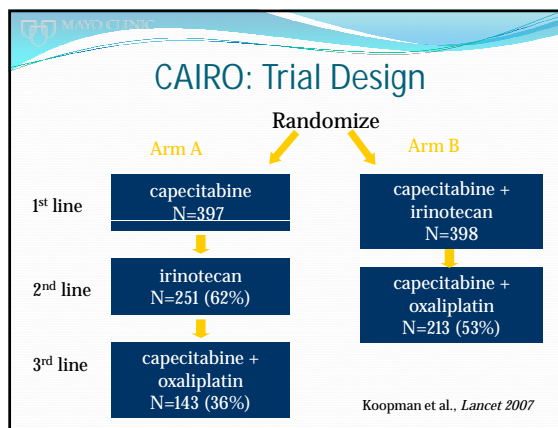 MAYO CLINIC
CAIRO: Trial Design
Randomize
Arm A
Arm B
1st line
capecitabine
N=397
capecitabine +
irinotecan
N=398
2nd line
irinotecan
N=251 (62%)
capecitabine +
oxaliplatin
N=213 (53%)
3rd line
capecitabine +
oxaliplatin
N=143 (36%)
Koopman et al., Lancet 2007